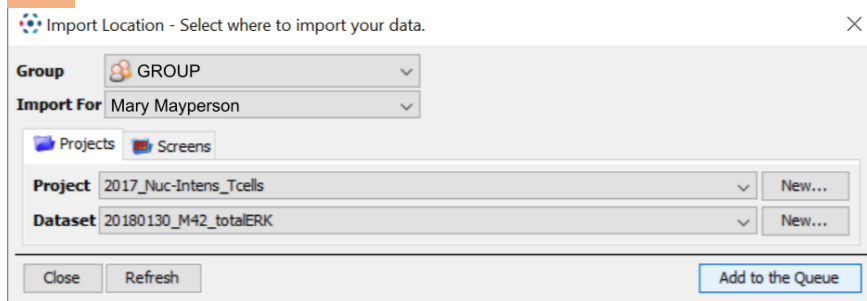 Import Location - Select where to import your data.
Group GROUP
Import For Mary Mayperson
Projects Screens
Project 2017_Nuc-Intens_Tcells New...
Dataset 20180130_M42_totalERK New...
Close Refresh Add to the Queue